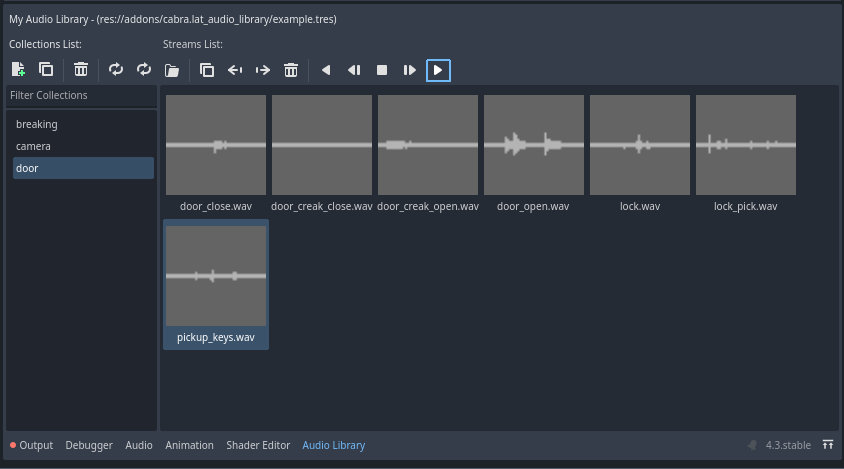 My Audio Library - (res://addons/cabra.lat_audio_library/example.tres)
Collections List:
Streams List:
Filter Collections
breaking
camera
door
door_close.wav
door_creak_close.wav
door_creak_open.wav
door_open.wav
lock.wav
lock_pick.wav
pickup_keys.wav
Output Debugger Audio Animation Shader Editor Audio Library 4.3.stable